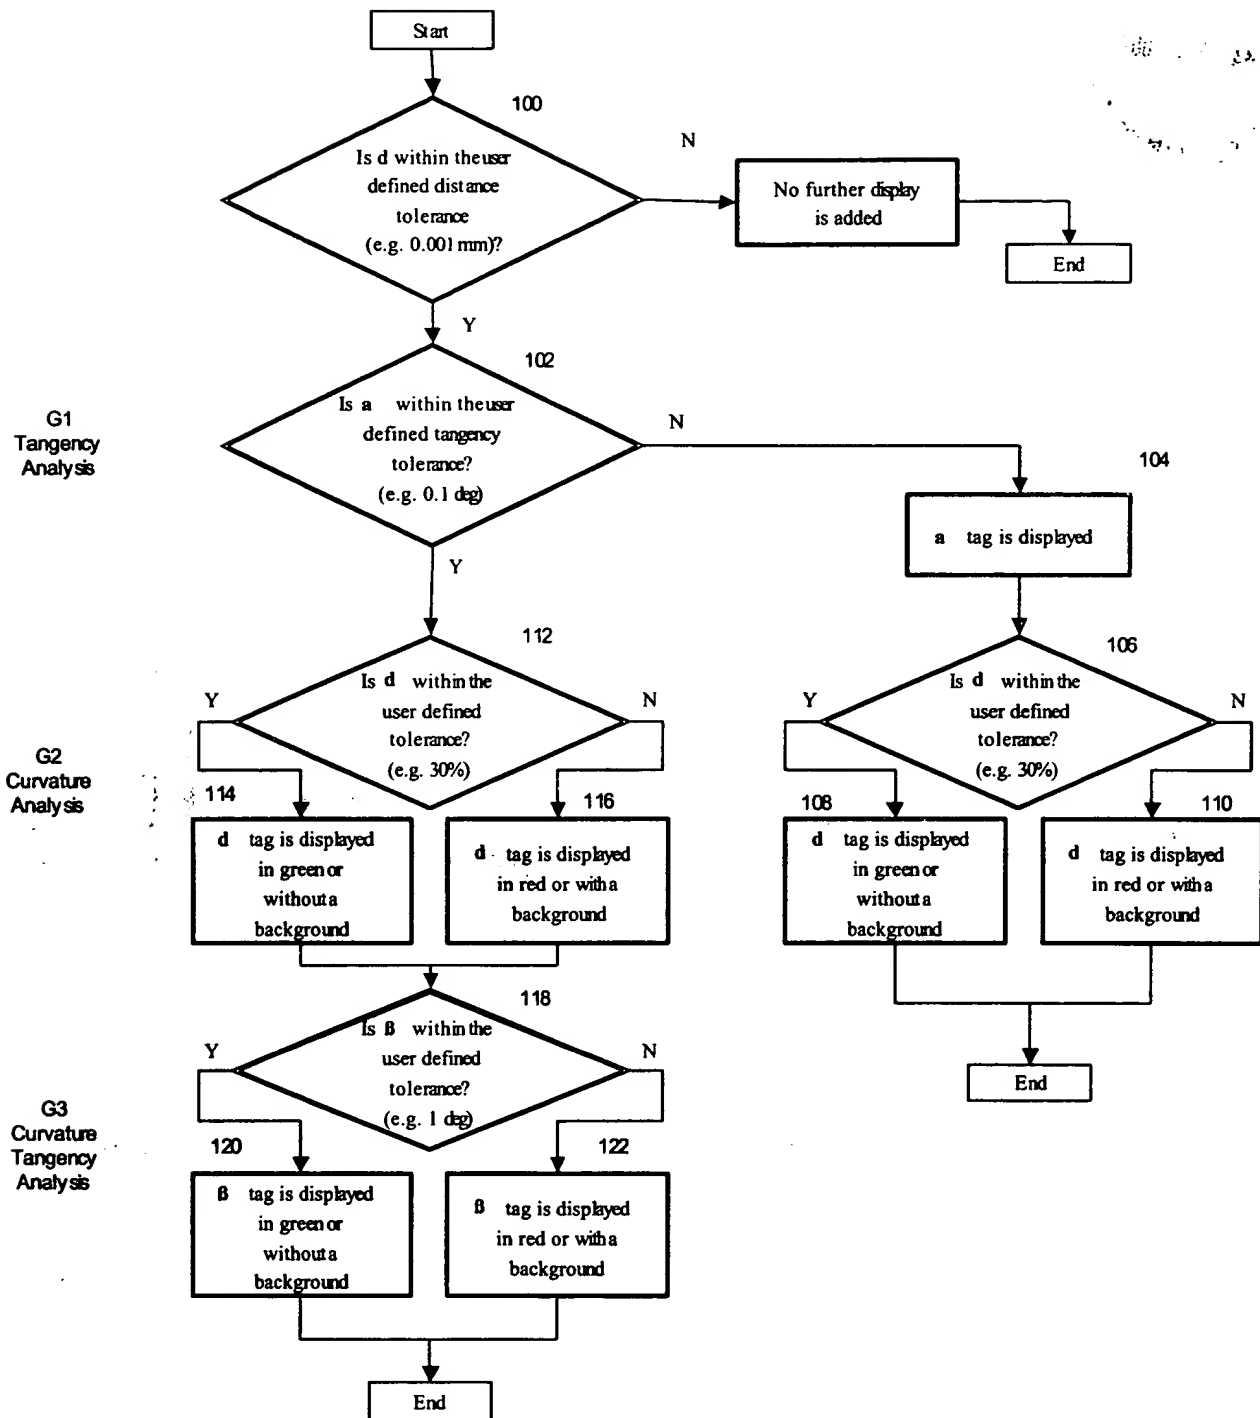 Start
100
Is d within the user
defined distance
tolerance
(e.g. 0.001 mm)?
N
No further display
is added
End
Y
102
G1
Tangency
Analysis
Is a within the user
defined tangency
tolerance?
(e.g. 0.1 deg)
N
104
a tag is displayed
Y
112
106
Y
Is d within the
user defined
tolerance?
(e.g. 30%)
N
Y
Is d within the
user defined
tolerance?
(e.g. 30%)
N
G2
Curvature
Analysis
114
116
108
110
d tag is displayed
in green or
without a
background
d tag is displayed
in red or with a
background
d tag is displayed
in green or
without a
background
d tag is displayed
in red or with a
background
118
Y
Is ß within the
user defined
tolerance?
(e.g. 1 deg)
N
End
G3
Curvature
Tangency
Analysis
120
122
ß tag is displayed
in green or
without a
background
ß tag is displayed
in red or with a
background
End